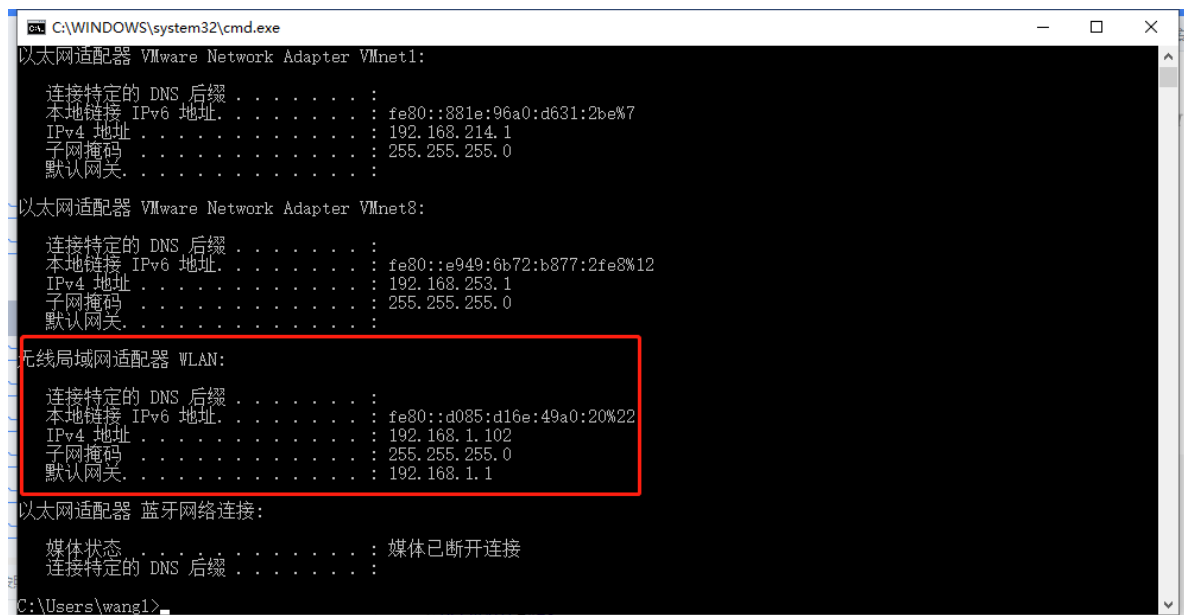 C:\WINDOWS\system32\cmd.exe
以太网适配器 VMware Network Adapter VMnet1:
连接特定的 DNS 后缀 . . . . . . . :
本地链接 IPv6 地址. . . . . . . . : fe80::881e:96a0:d631:2be%7
IPv4 地址 . . . . . . . . . . . . : 192.168.214.1
子网掩码 . . . . . . . . . . . . : 255.255.255.0
默认网关. . . . . . . . . . . . . :
以太网适配器 VMware Network Adapter VMnet8:
连接特定的 DNS 后缀 . . . . . . . :
本地链接 IPv6 地址. . . . . . . . : fe80::e949:6b72:b877:2fe8%12
IPv4 地址 . . . . . . . . . . . . : 192.168.253.1
子网掩码 . . . . . . . . . . . . : 255.255.255.0
默认网关. . . . . . . . . . . . . :
无线局域网适配器 WLAN:
连接特定的 DNS 后缀 . . . . . . . :
本地链接 IPv6 地址. . . . . . . . : fe80::d085:d16e:49a0:20%22
IPv4 地址 . . . . . . . . . . . . : 192.168.1.102
子网掩码 . . . . . . . . . . . . : 255.255.255.0
默认网关. . . . . . . . . . . . . : 192.168.1.1
以太网适配器 蓝牙网络连接:
媒体状态 . . . . . . . . . . . . : 媒体已断开连接
连接特定的 DNS 后缀 . . . . . . . :
C:\Users\wang1>